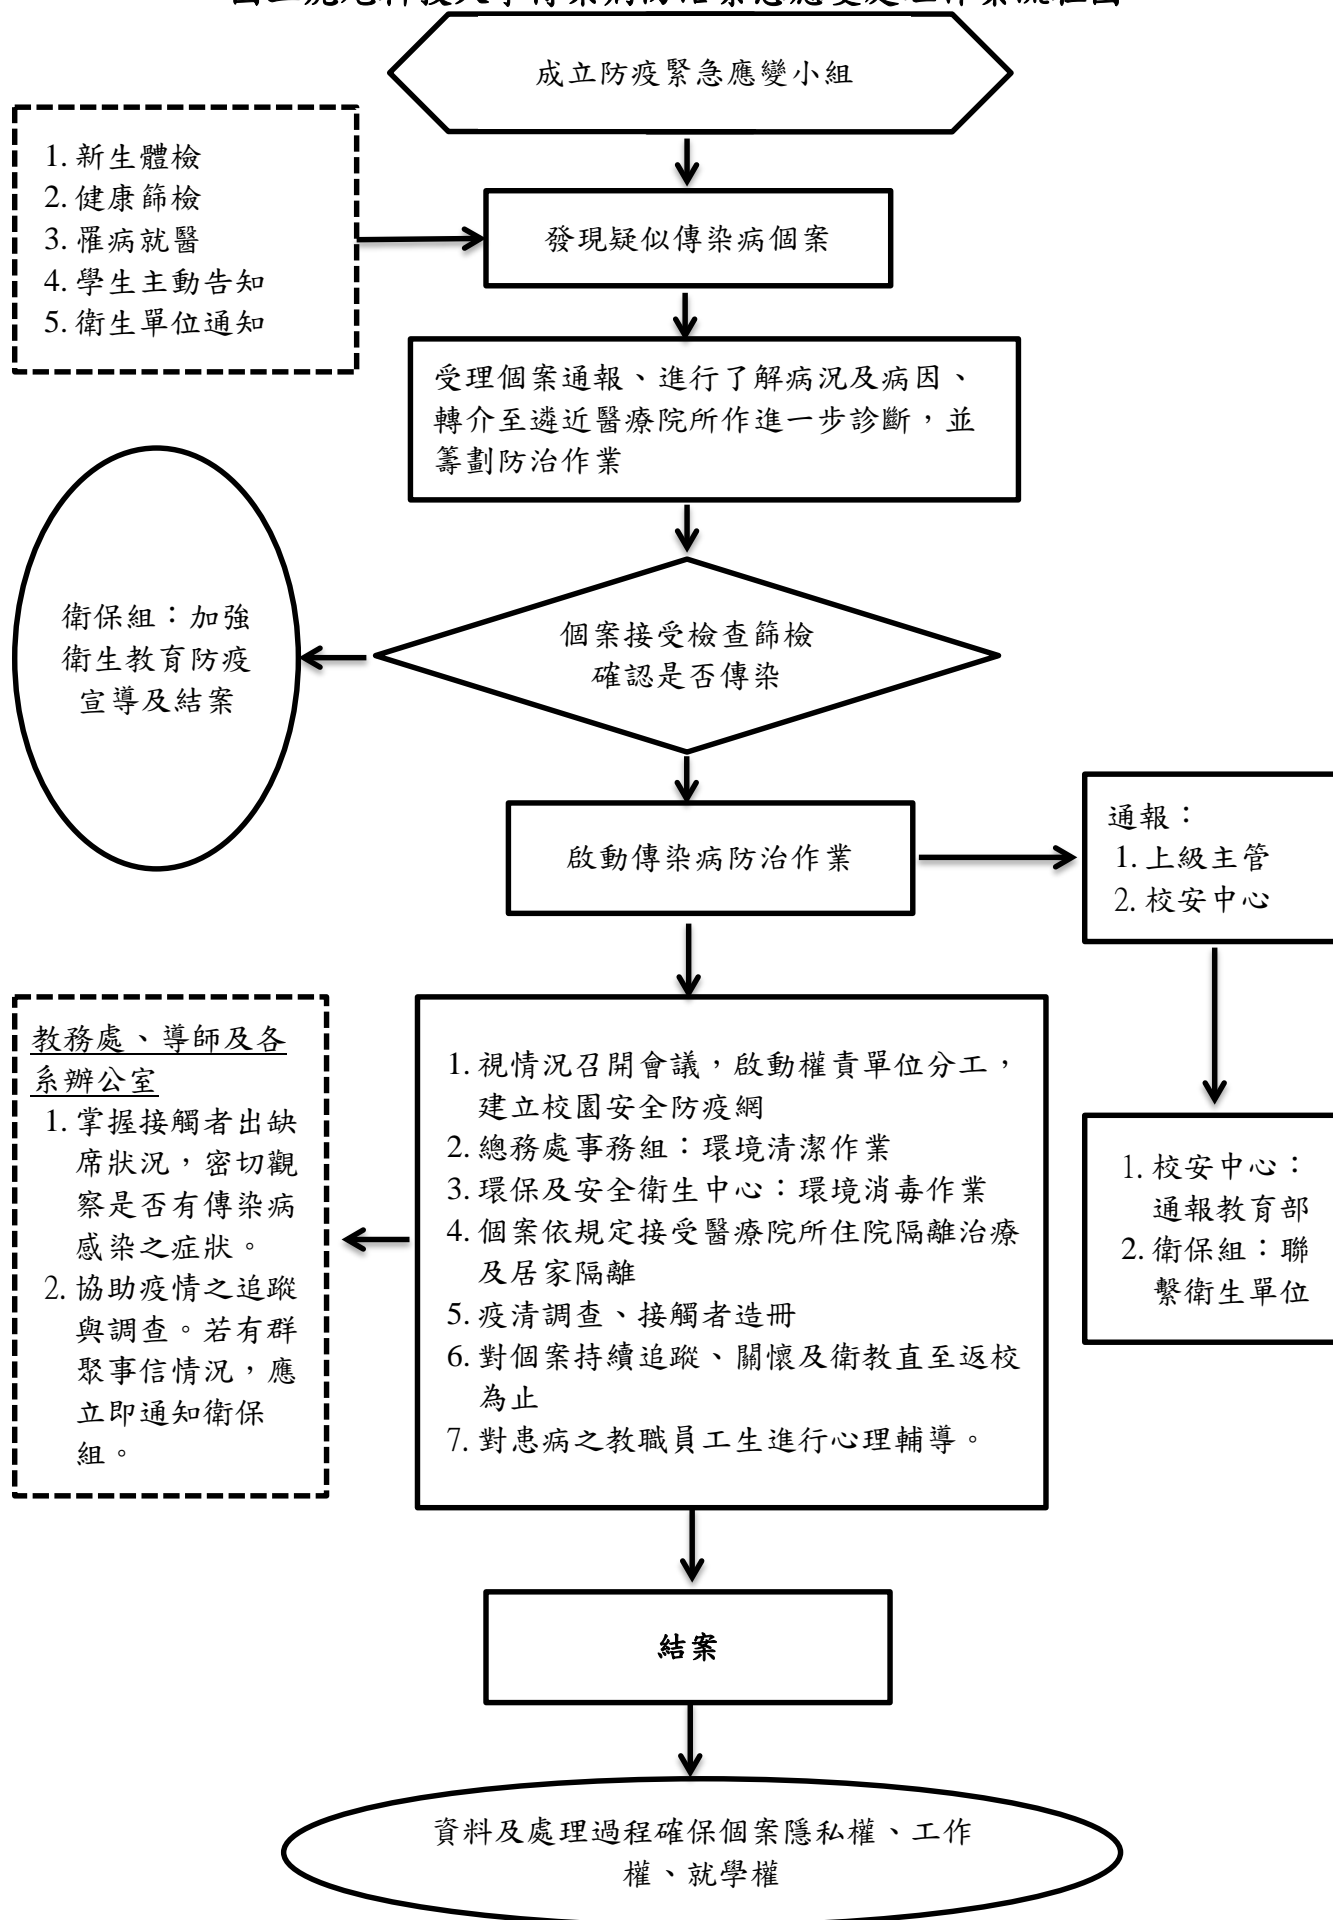 成立防疫緊急應變小組
1. 新生體檢
2. 健康篩檢
3. 罹病就醫
4. 學生主動告知
5. 衛生單位通知
發現疑似傳染病個案
受理個案通報、進行了解病況及病因、
轉介至遴近醫療院所作進一步診斷，並
籌劃防治作業
個案接受檢查篩檢
確認是否傳染
衛保組：加強
衛生教育防疫
宣導及結案
啟動傳染病防治作業
通報：
1. 上級主管
2. 校安中心
1. 校安中心：
通報教育部
2. 衛保組：聯
繫衛生單位
教務處、導師及各
系辦公室
1. 掌握接觸者出缺
席狀況，密切觀
察是否有傳染病
感染之症狀。
2. 協助疫情之追蹤
與調查。若有群
聚事信情況，應
立即通知衛保
組。
1. 視情況召開會議，啟動權責單位分工，
建立校園安全防疫網
2. 總務處事務組：環境清潔作業
3. 環保及安全衛生中心：環境消毒作業
4. 個案依規定接受醫療院所住院隔離治療
及居家隔離
5. 疫清調查、接觸者造冊
6. 對個案持續追蹤、關懷及衛教直至返校
為止
7. 對患病之教職員工生進行心理輔導。
結案
資料及處理過程確保個案隱私權、工作
權、就學權